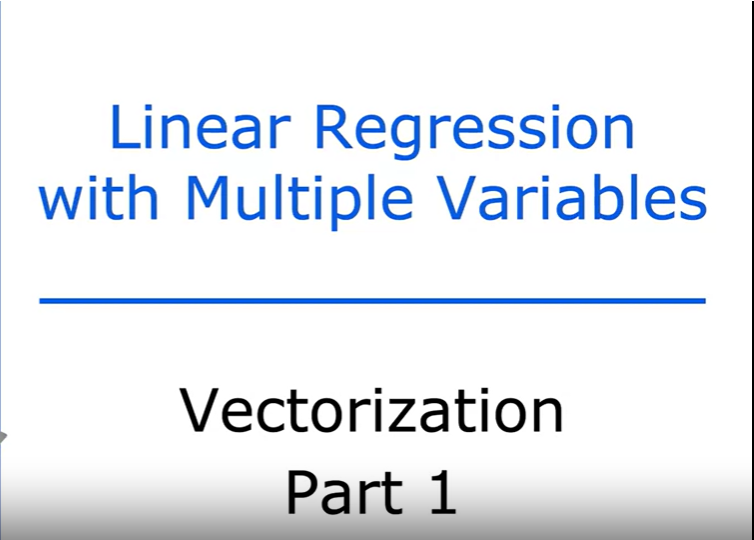 Linear Regression
with Multiple Variables
Vectorization
Part 1